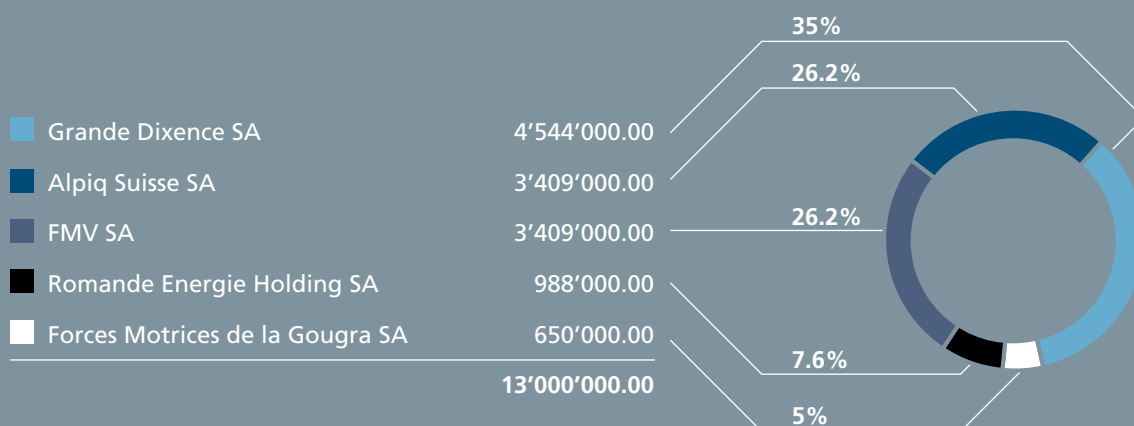 35%
26.2%
Grande Dixence SA 4’544’000.00
Alpiq Suisse SA 3’409’000.00
26.2%
FMV SA 3’409’000.00
Romande Energie Holding SA 988’000.00
Forces Motrices de la Gougra SA 650’000.00
7.6%
13’000’000.00
5%